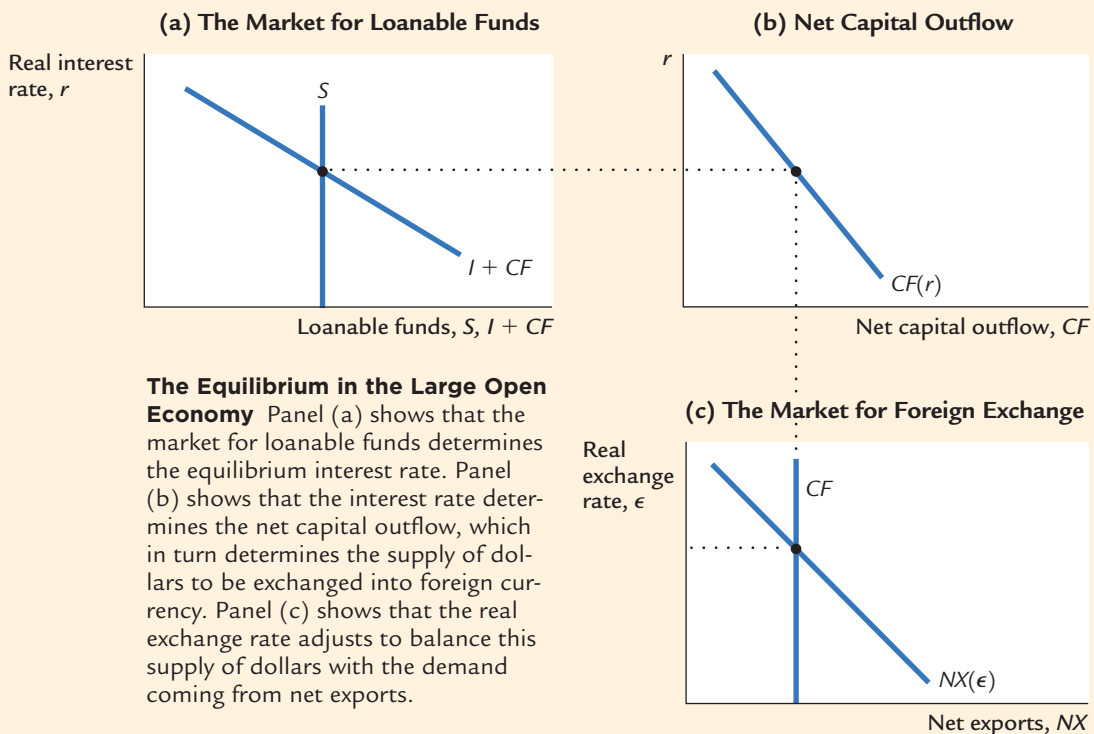 (a) The Market for Loanable Funds
Real interest
rate, r
S
I + CF
Loanable funds, S, I + CF
(b) Net Capital Outflow
r
CF(r)
Net capital outflow, CF
The Equilibrium in the Large Open
Economy Panel (a) shows that the
market for loanable funds determines
the equilibrium interest rate. Panel
(b) shows that the interest rate deter-
mines the net capital outflow, which
in turn determines the supply of dol-
lars to be exchanged into foreign cur-
rency. Panel (c) shows that the real
exchange rate adjusts to balance this
supply of dollars with the demand
coming from net exports.
(c) The Market for Foreign Exchange
Real
exchange
rate, ϵ
CF
NX(ϵ)
Net exports, NX